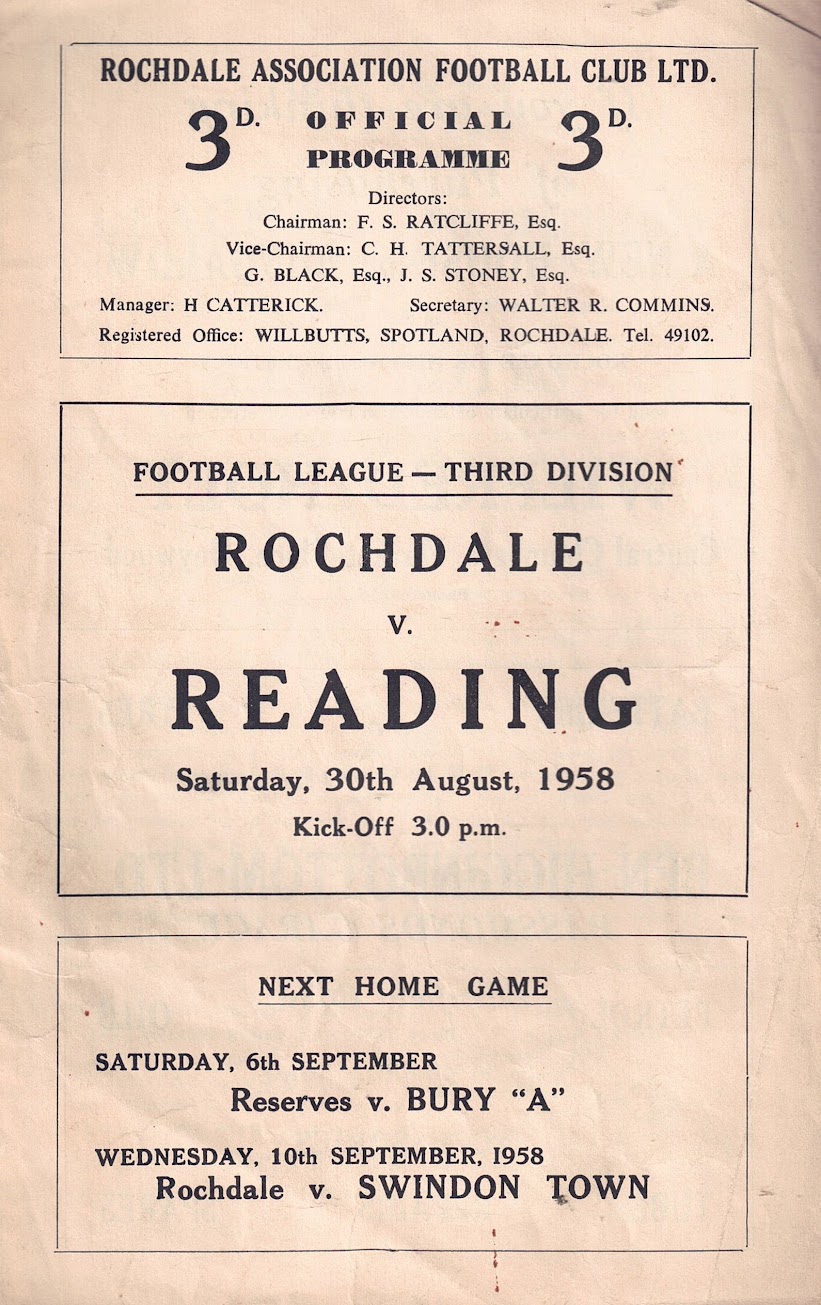 ROCHDALE ASSOCIATION FOOTBALL CLUB LTD.
3D. OFFICIAL 3D.
PROGRAMME
Directors:
Chairman: F. S. RATCLIFFE, Esq.
Vice-Chairman: C. H. TATTERSALL, Esq.
G. BLACK, Esq., J. S. STONEY, Esq.
Manager: H CATTERICK. Secretary: WALTER R. COMMINS.
Registered Office: WILLBUTTS, SPOTLAND, ROCHDALE. Tel. 49102.
FOOTBALL LEAGUE — THIRD DIVISION
ROCHDALE
V.
READING
Saturday, 30th August, 1958
Kick-Off 3.0 p.m.
NEXT HOME GAME
SATURDAY, 6th SEPTEMBER
Reserves v. BURY “A”
WEDNESDAY, 10th SEPTEMBER, 1958
Rochdale v. SWINDON TOWN